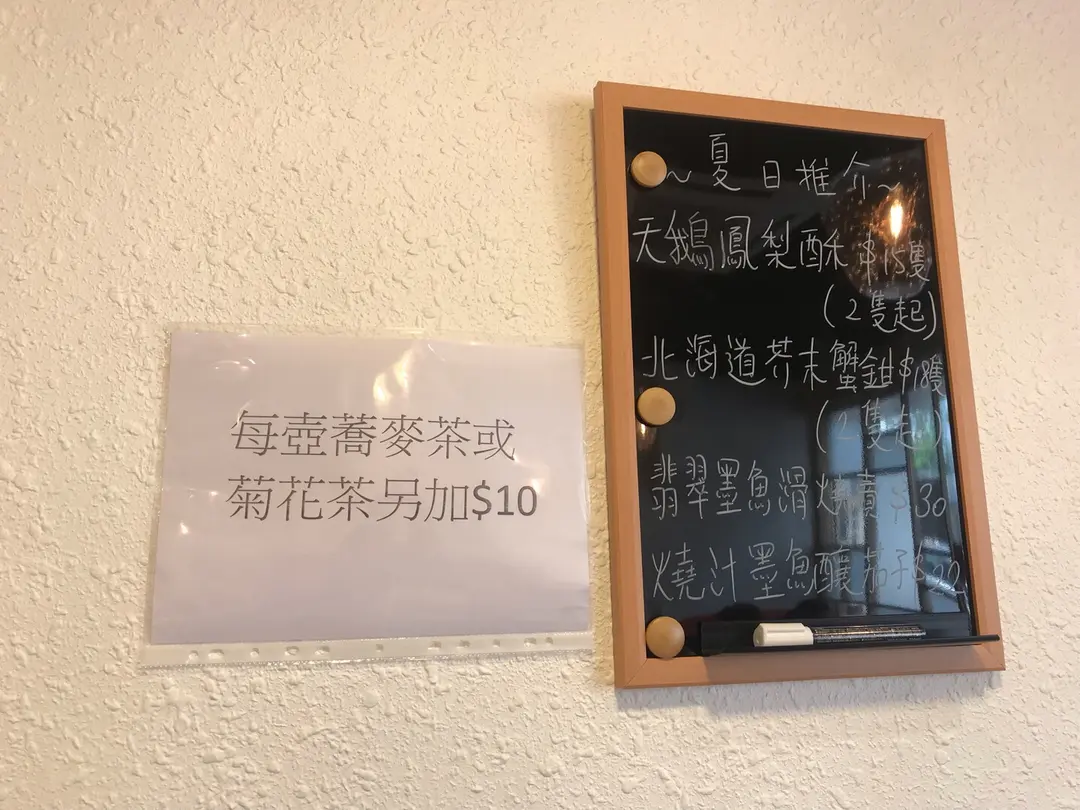 每壺蕎麥茶或
菊花茶另加$10
~夏日推介~
天鵝鳳梨酥 $15隻
(2隻起)
北海道芥末蟹鉗$18隻
(2隻起)
翡翠墨魚滑燒賣 $30
燒汁墨魚釀茄子$22